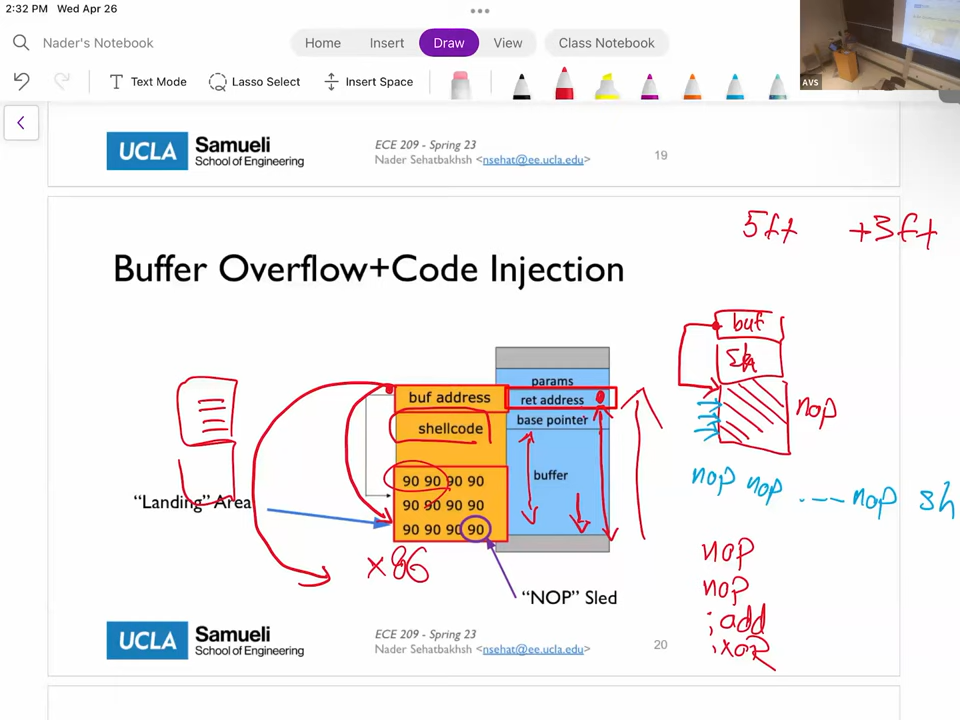 2:32 PM Wed Apr 26
Nader's Notebook
Home Insert Draw View Class Notebook
Text Mode Lasso Select Insert Space
AVS
UCLA Samueli School of Engineering
ECE 209 - Spring 23
Nader Sehatbakhsh <nsehat@ee.ucla.edu>
19
5ft +3ft
Buffer Overflow+Code Injection
buf
sh
nop
params
buf address ret address
shellcode base pointer
buffer
90 90 90 90
90 90 90 90
90 90 90 90
"Landing" Area
x86
"NOP" Sled
nop nop ---- nop sh
nop
nop
; add
; xor
UCLA Samueli School of Engineering
ECE 209 - Spring 23
Nader Sehatbakhsh <nsehat@ee.ucla.edu>
20